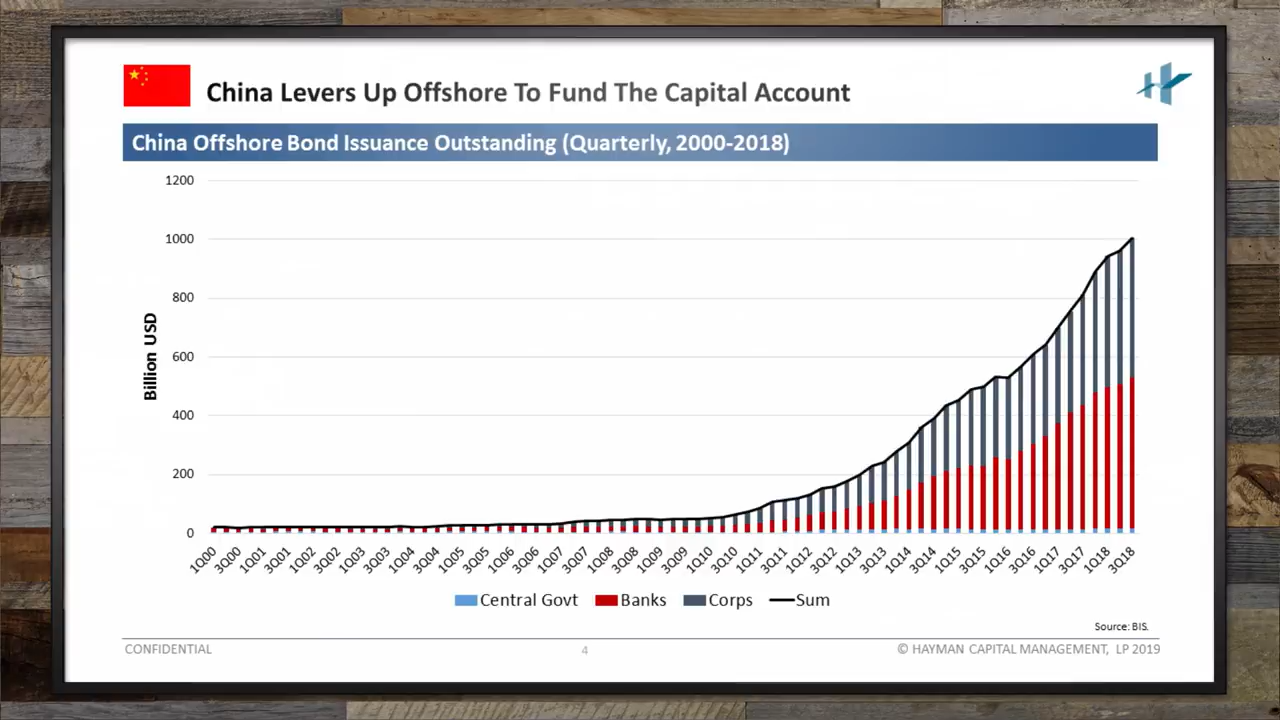 China Levers Up Offshore To Fund The Capital Account
China Offshore Bond Issuance Outstanding (Quarterly, 2000-2018)
Billion USD
1200
1000
800
600
400
200
0
1Q00 3Q00 1Q01 3Q01 1Q02 3Q02 1Q03 3Q03 1Q04 3Q04 1Q05 3Q05 1Q06 3Q06 1Q07 3Q07 1Q08 3Q08 1Q09 3Q09 1Q10 3Q10 1Q11 3Q11 1Q12 3Q12 1Q13 3Q13 1Q14 3Q14 1Q15 3Q15 1Q16 3Q16 1Q17 3Q17 1Q18 3Q18
Central Govt Banks Corps Sum
Source: BIS.
CONFIDENTIAL 4 © HAYMAN CAPITAL MANAGEMENT, LP 2019